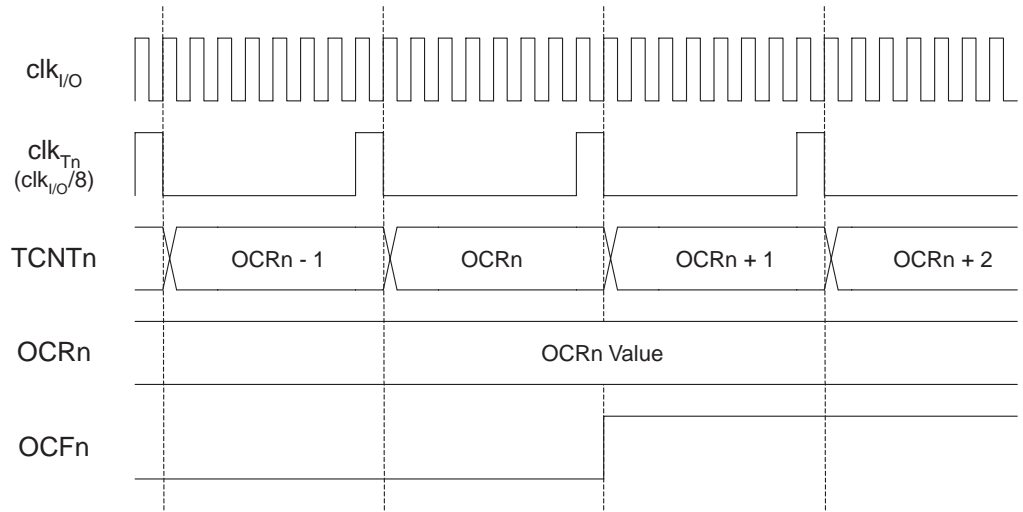 clkI/O
clkTn
(clkI/O/8)
TCNTn
OCRn - 1
OCRn
OCRn + 1
OCRn + 2
OCRn
OCRn Value
OCFn